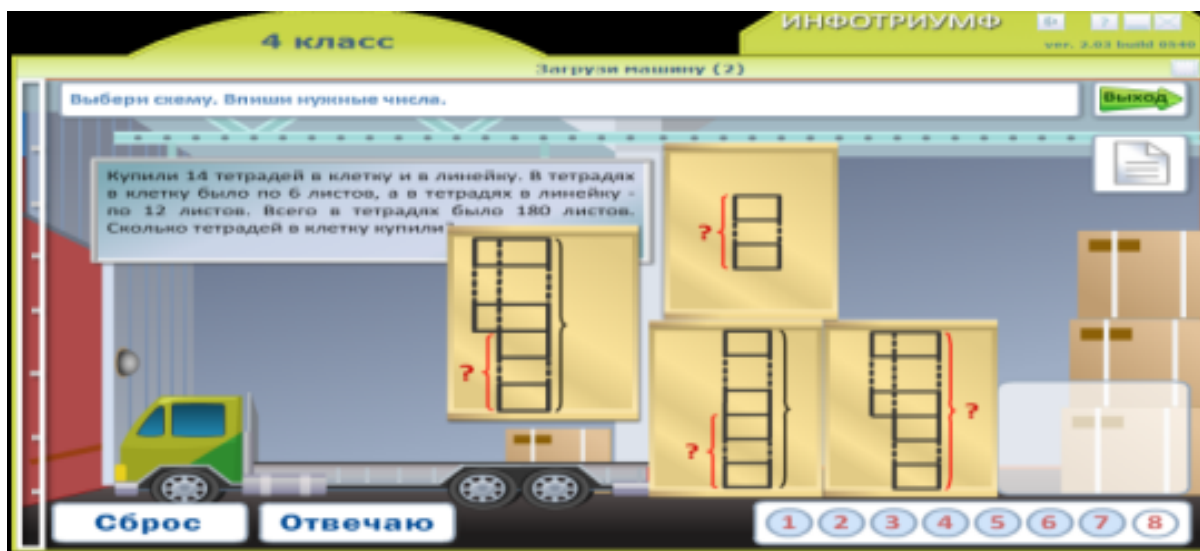 ИНФОТРИУМФ
4 класс
ver. 2.03 build 0540
Загрузи машину (2)
Выбери схему. Впиши нужные числа.
Выход
Купили 14 тетрадей в клетку и в линейку. В тетрадях
в клетку было по 6 листов, а в тетрадях в линейку -
по 12 листов. Всего в тетрадях было 180 листов.
Сколько тетрадей в клетку купили?
?
?
?
?
Сброс
Отвечаю
1 2 3 4 5 6 7 8